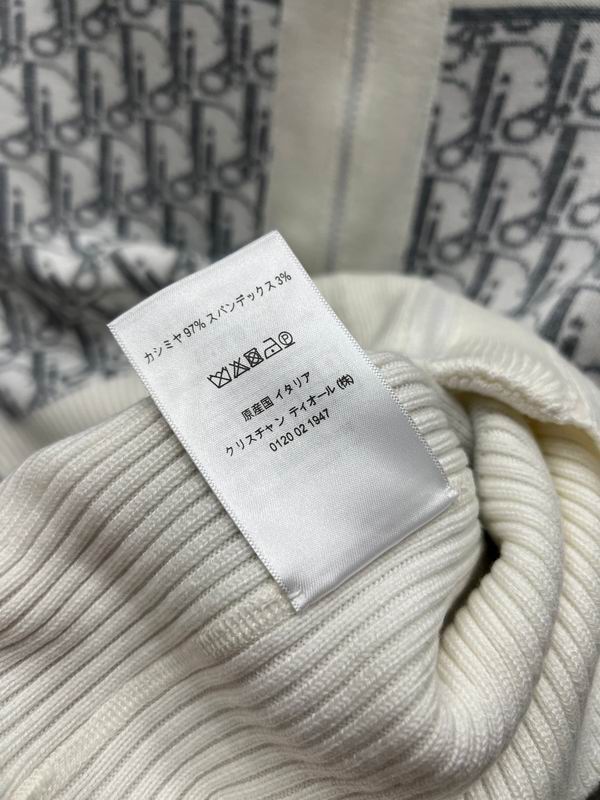 カシミヤ 97% スパンデックス 3%
原産国 イタリア
クリスチャン ディオール (株)
0120 02 1947
Dior